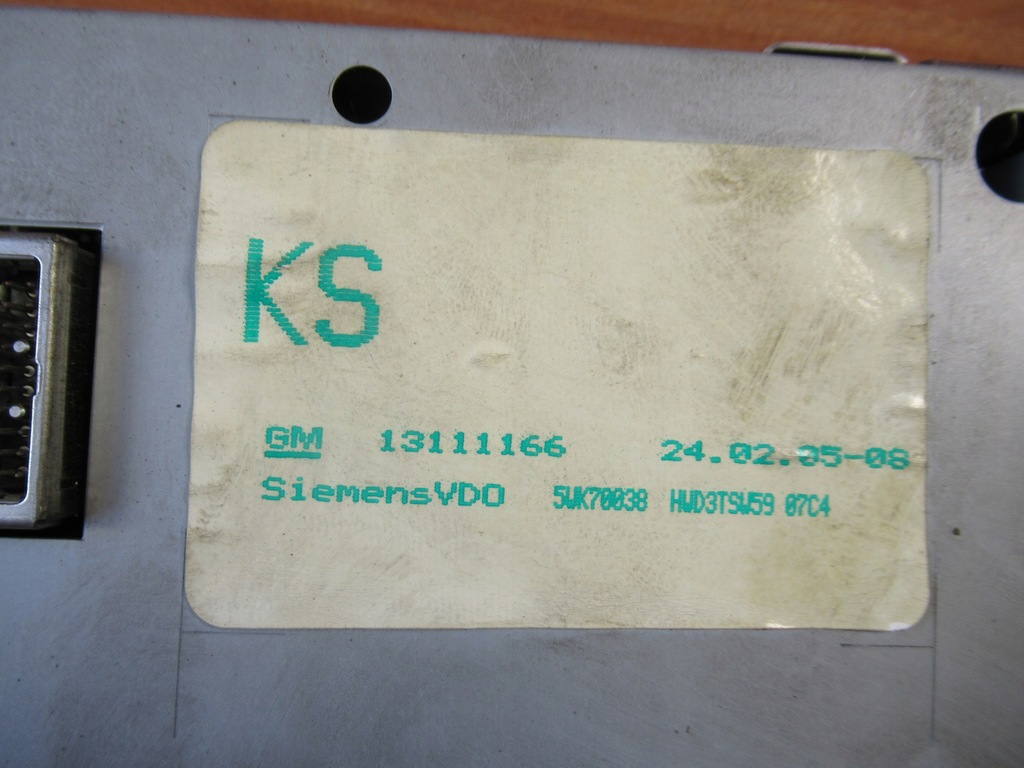 KS
GM 13111166 24.02.05-08
SiemensVDO 5WK70038 HWD3TSW59 07C4